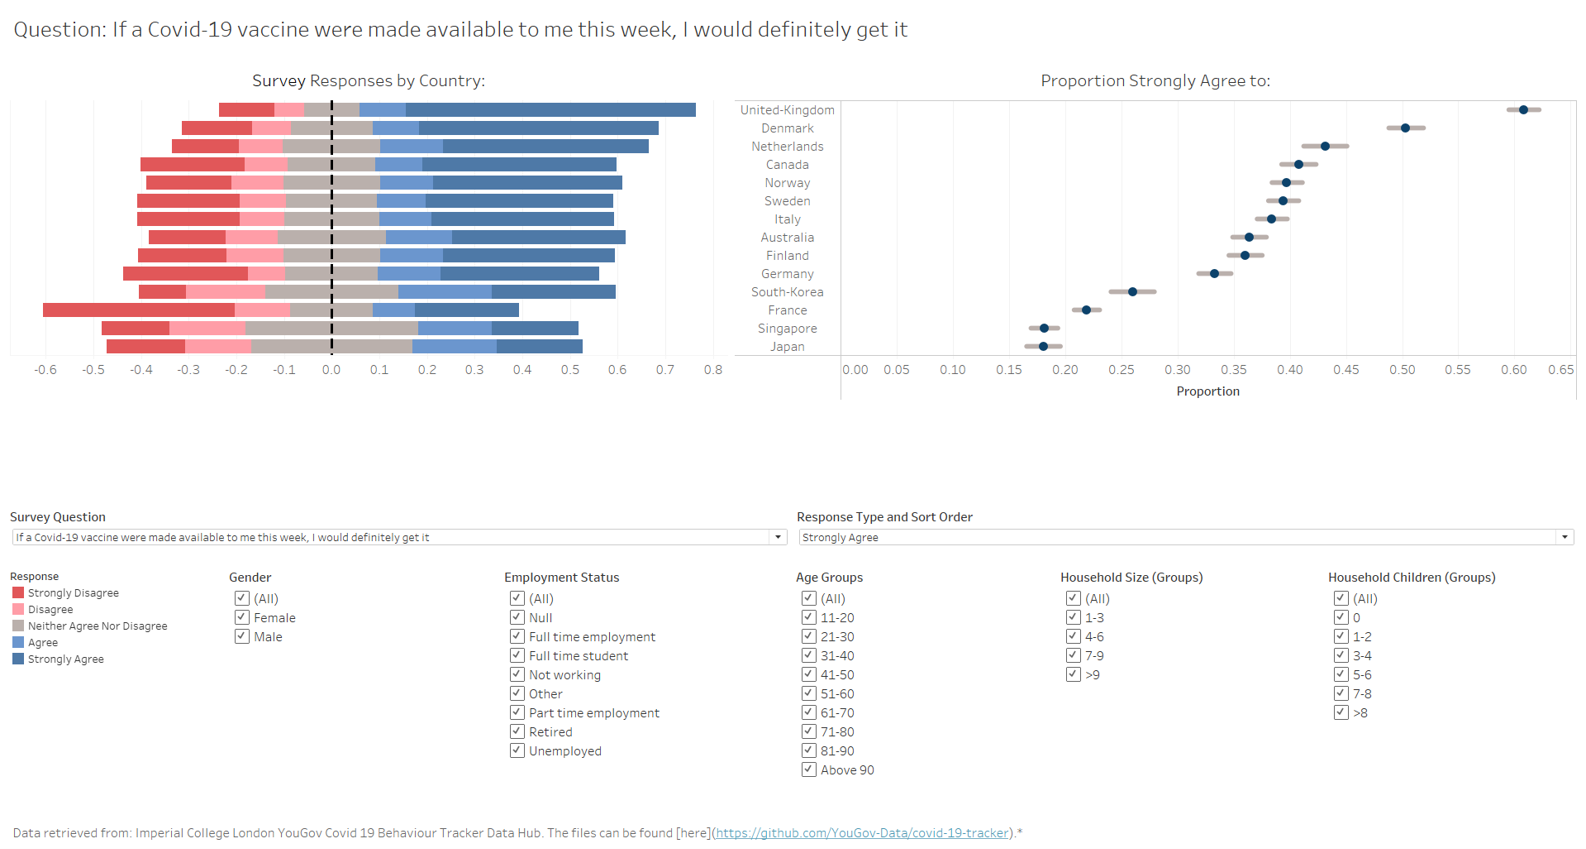 Question: If a Covid-19 vaccine were made available to me this week, I would definitely get it
Survey Responses by Country:
Proportion Strongly Agree to:
United-Kingdom
Denmark
Netherlands
Canada
Norway
Sweden
Italy
Australia
Finland
Germany
South-Korea
France
Singapore
Japan
-0.6 -0.5 -0.4 -0.3 -0.2 -0.1 0.0 0.1 0.2 0.3 0.4 0.5 0.6 0.7 0.8
0.00 0.05 0.10 0.15 0.20 0.25 0.30 0.35 0.40 0.45 0.50 0.55 0.60 0.65
Proportion
Survey Question
If a Covid-19 vaccine were made available to me this week, I would definitely get it
Response Type and Sort Order
Strongly Agree
Response
Strongly Disagree
Disagree
Neither Agree Nor Disagree
Agree
Strongly Agree
Gender
(All)
Female
Male
Employment Status
(All)
Null
Full time employment
Full time student
Not working
Other
Part time employment
Retired
Unemployed
Age Groups
(All)
11-20
21-30
31-40
41-50
51-60
61-70
71-80
81-90
Above 90
Household Size (Groups)
(All)
1-3
4-6
7-9
>9
Household Children (Groups)
(All)
0
1-2
3-4
5-6
7-8
>8
Data retrieved from: Imperial College London YouGov Covid 19 Behaviour Tracker Data Hub. The files can be found [here](https://github.com/YouGov-Data/covid-19-tracker).*